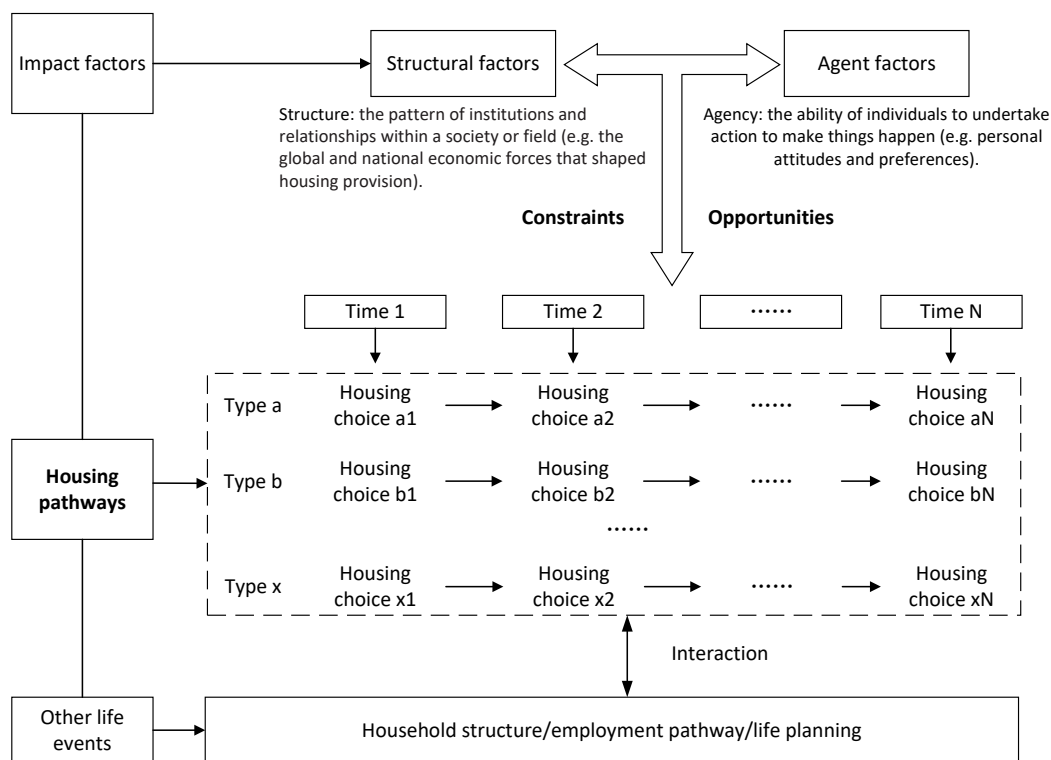 Impact factors
Structural factors
Agent factors
Structure: the pattern of institutions and
relationships within a society or field (e.g. the
global and national economic forces that shaped
housing provision).
Agency: the ability of individuals to undertake
action to make things happen (e.g. personal
attitudes and preferences).
Constraints
Opportunities
Time 1
Time 2
......
Time N
Housing
pathways
Type a
Housing
choice a1
Housing
choice a2
......
Housing
choice aN
Type b
Housing
choice b1
Housing
choice b2
......
Housing
choice bN
......
Type x
Housing
choice x1
Housing
choice x2
......
Housing
choice xN
Interaction
Other life
events
Household structure/employment pathway/life planning